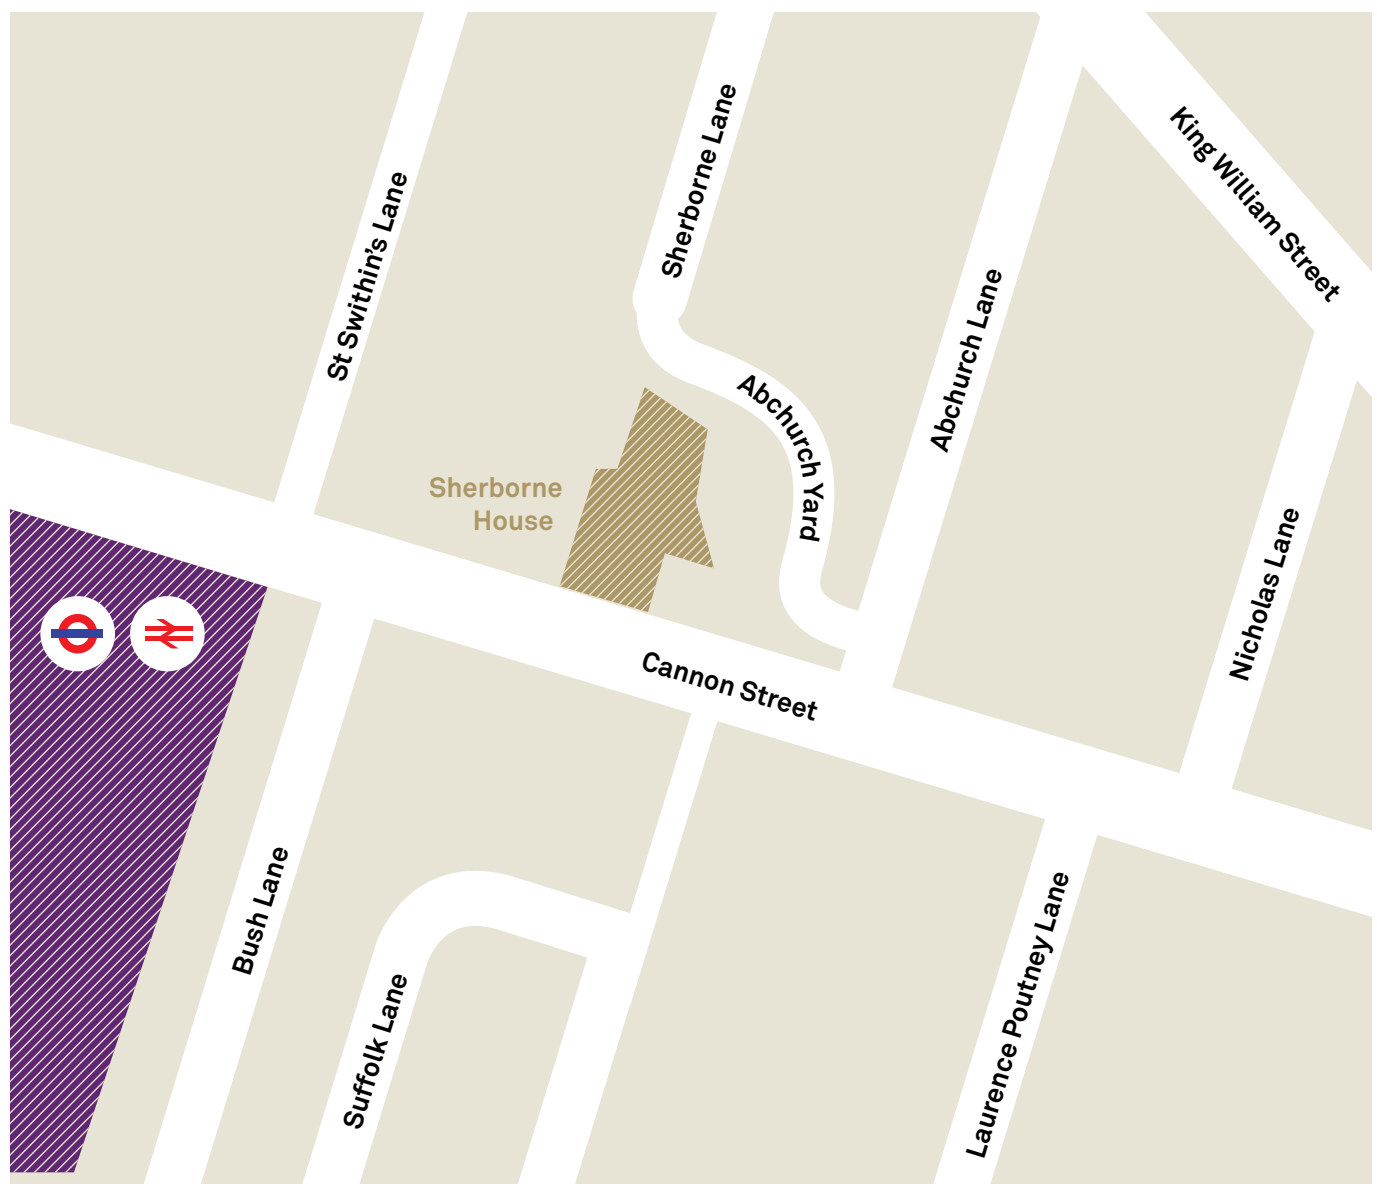 Sherborne Lane
King William Street
St Swithin's Lane
Abchurch Lane
Abchurch Yard
Sherborne
House
Nicholas Lane
Cannon Street
Bush Lane
Laurence Poutney Lane
Suffolk Lane